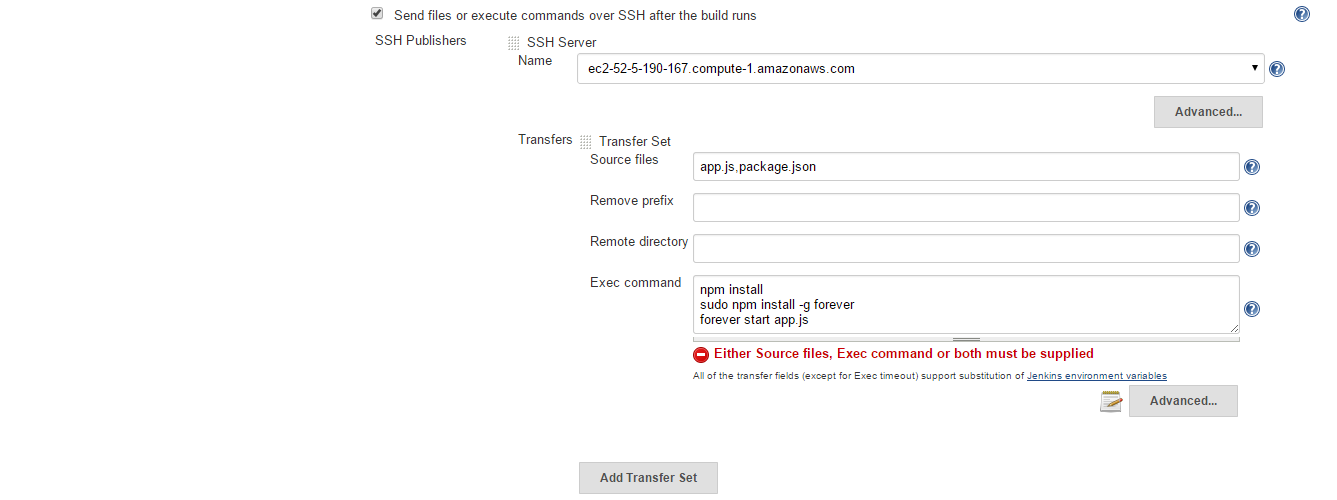 Send files or execute commands over SSH after the build runs
SSH Publishers
SSH Server
Name
ec2-52-5-190-167.compute-1.amazonaws.com
Advanced...
Transfers
Transfer Set
Source files
app.js,package.json
Remove prefix
Remote directory
Exec command
npm install
sudo npm install -g forever
forever start app.js
Either Source files, Exec command or both must be supplied
All of the transfer fields (except for Exec timeout) support substitution of Jenkins environment variables
Advanced...
Add Transfer Set